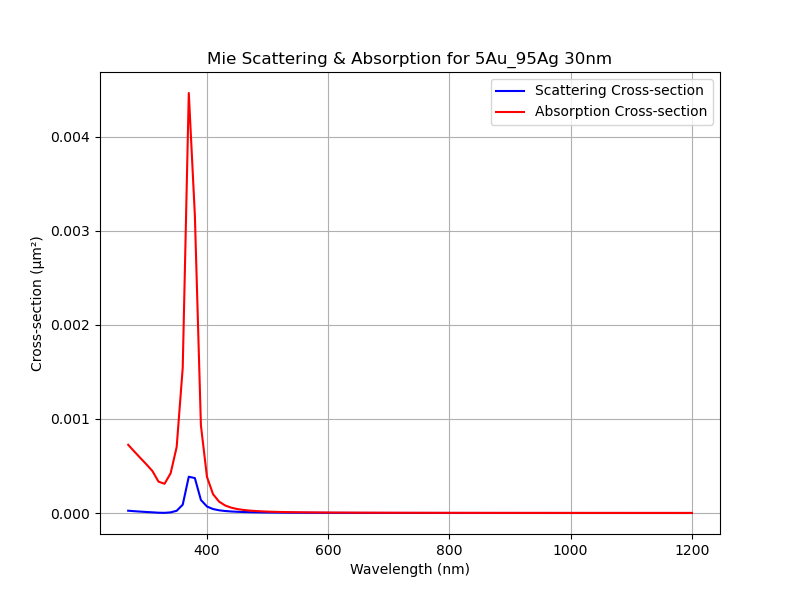 Mie Scattering & Absorption for 5Au_95Ag 30nm
Scattering Cross-section
Absorption Cross-section
0.004
0.003
0.002
0.001
0.000
Cross-section (µm²)
400 600 800 1000 1200
Wavelength (nm)